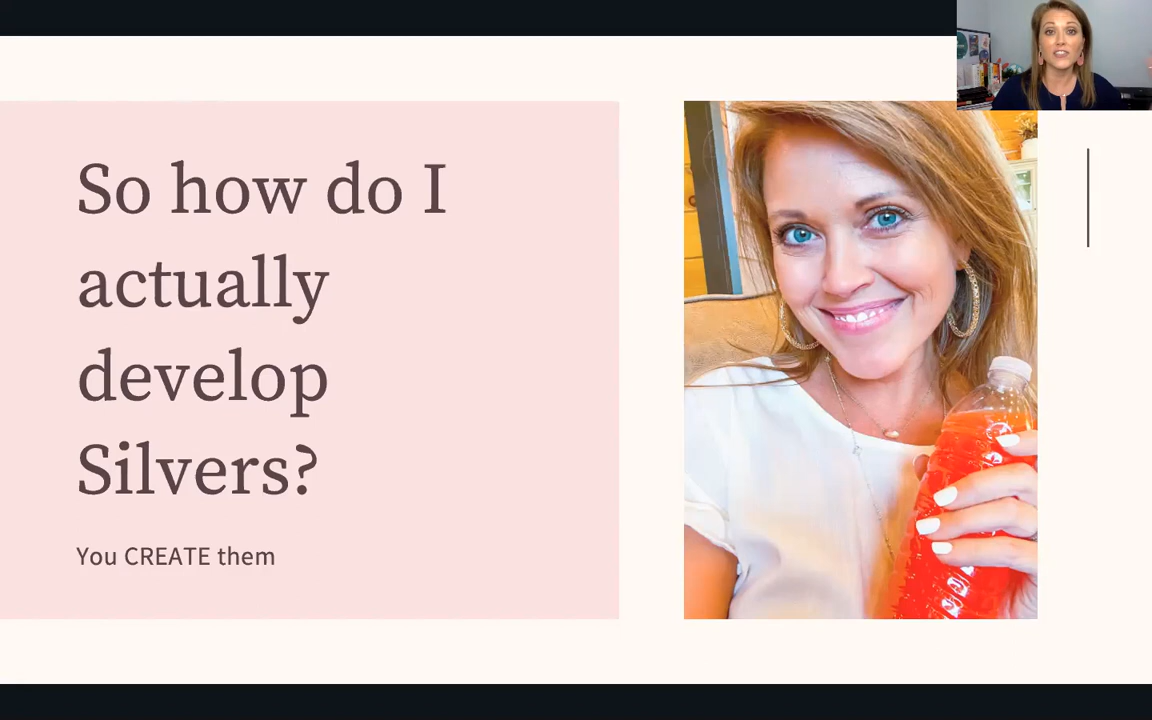 So how do I
actually
develop
Silvers?
You CREATE them